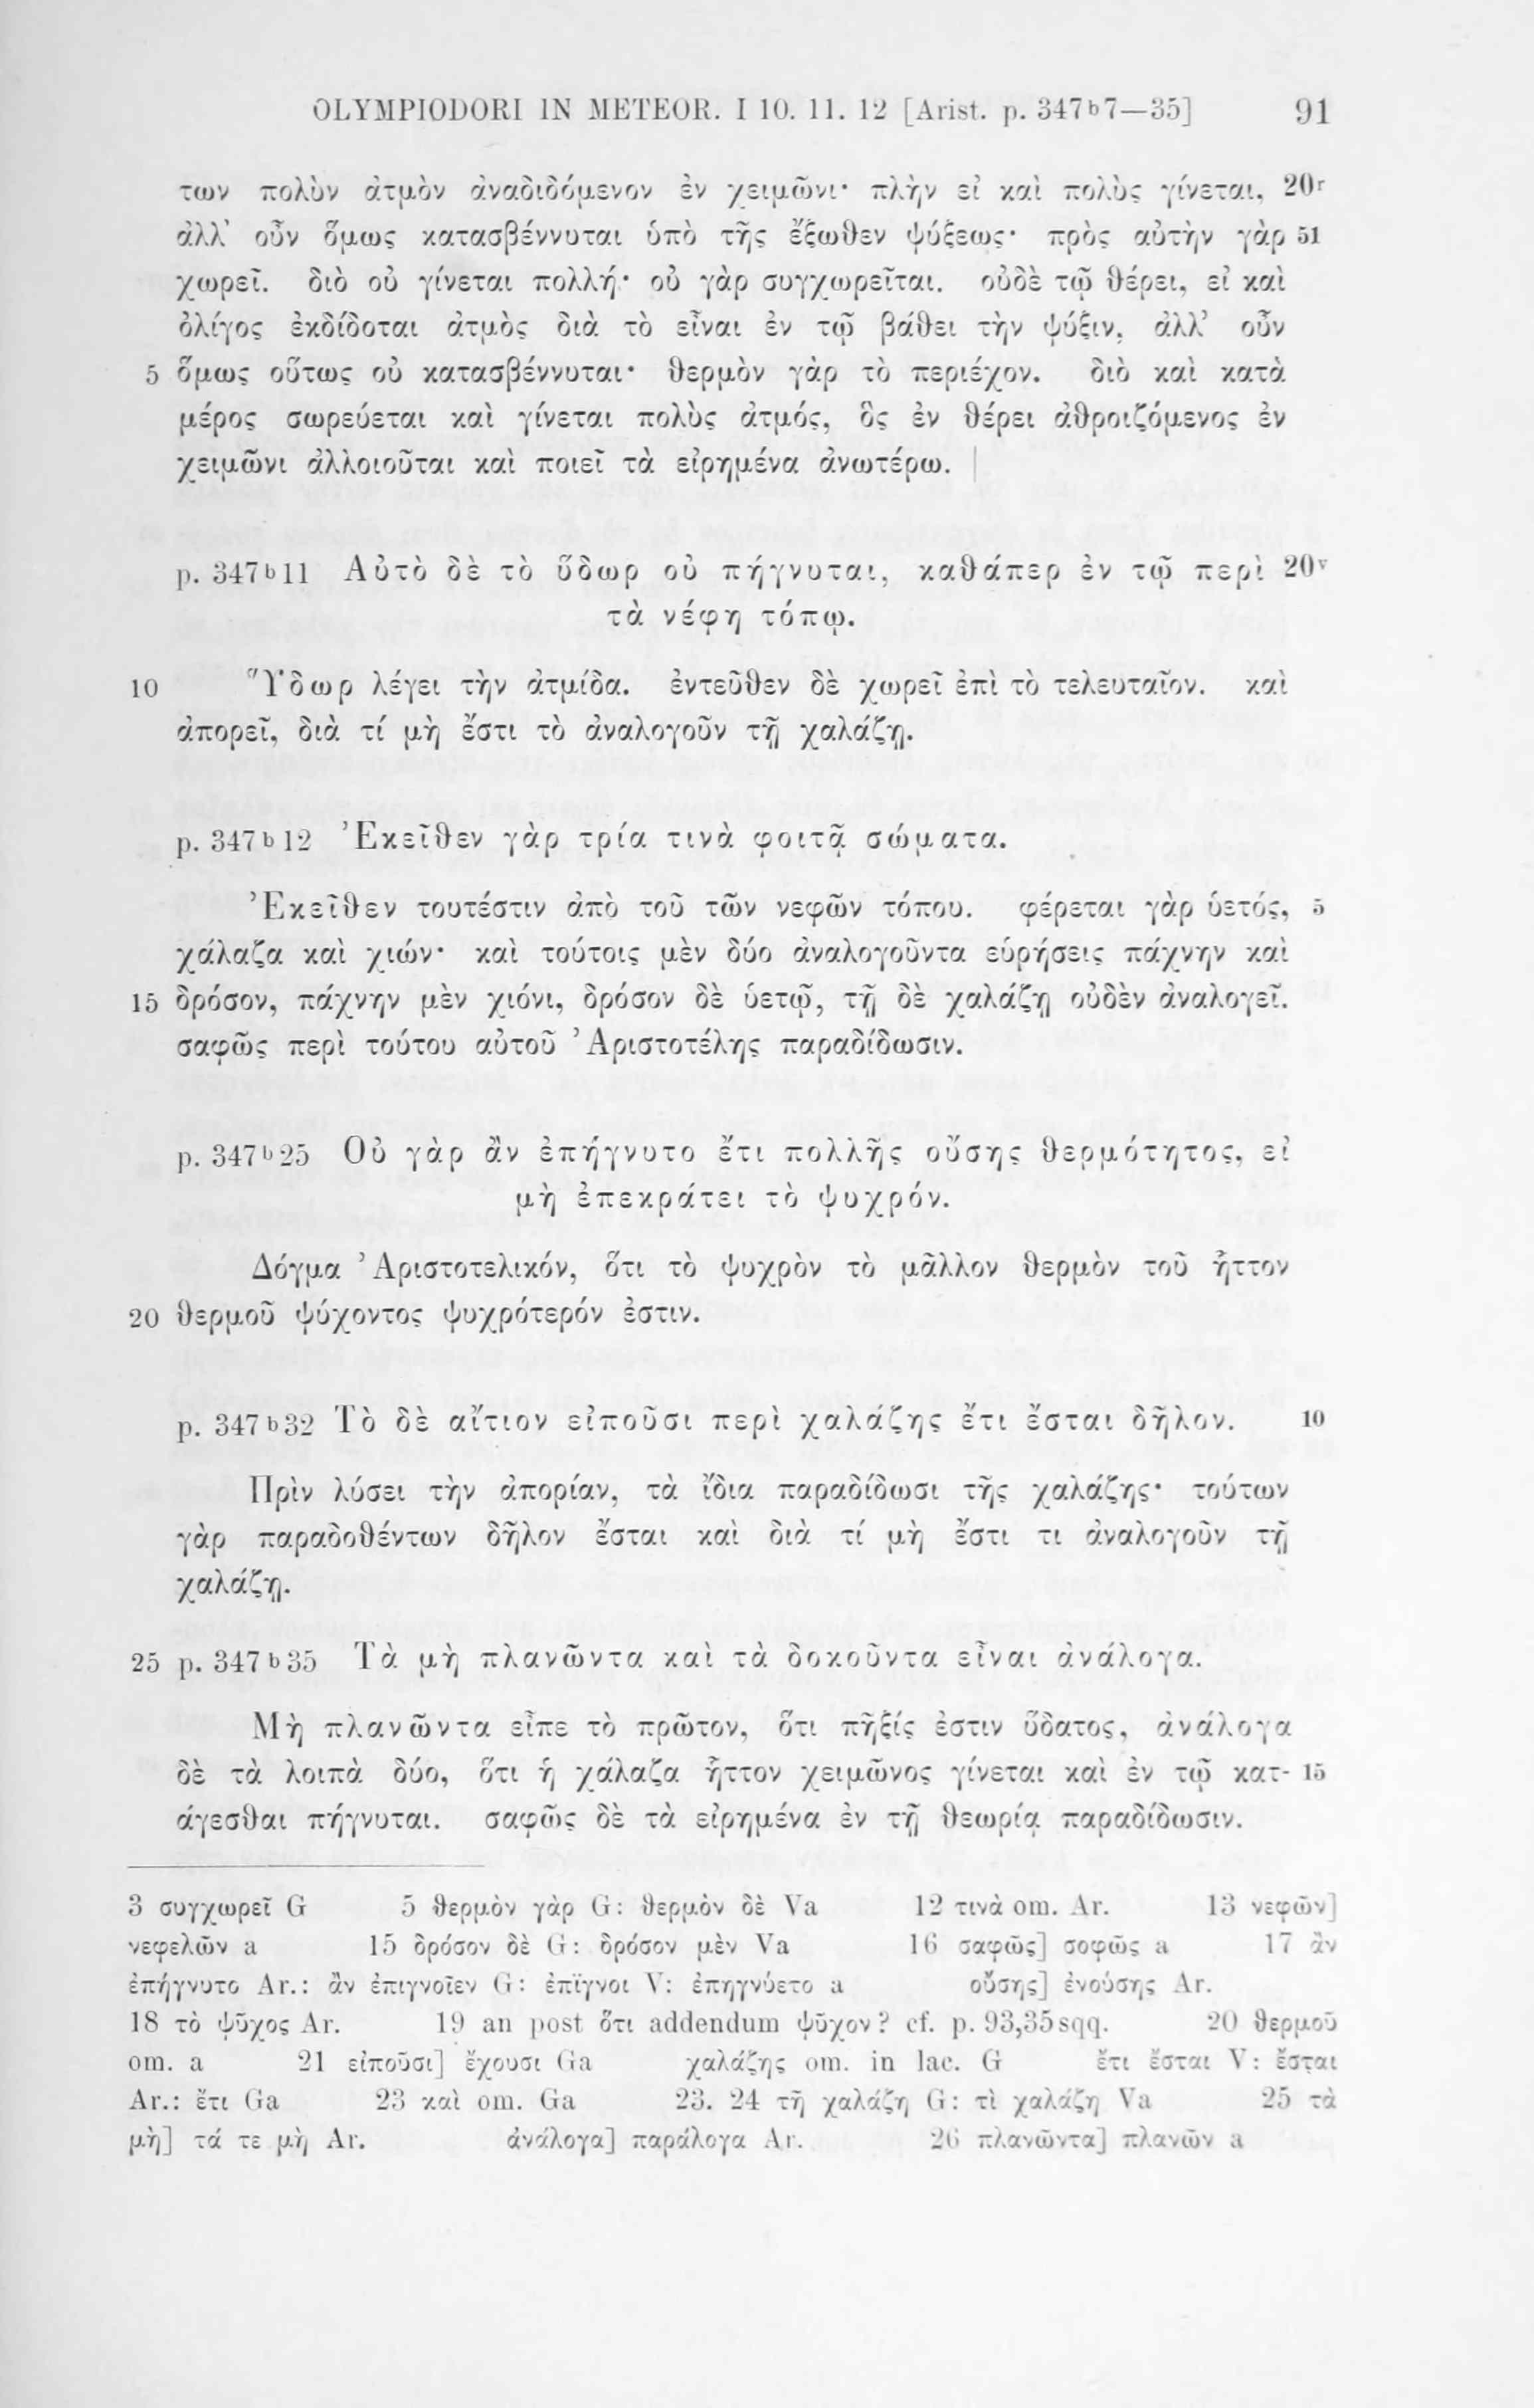 OLYMPIODORI IN METEOR. I 10. 11. 12 [Arist. p. 347b7—35] 91
των πολὺν ἀτμὸν ἀναδιδόμενον ἐν χειμῶνι· πλὴν εἰ καὶ πολὺς γίνεται, 20r
ἀλλ’ οὖν ὅμως κατασβέννυται ὑπὸ τῆς ἔξωθεν ψύξεως· πρὸς αὐτὴν γὰρ 51
χωρεῖ. διὸ οὐ γίνεται πολλή· οὐ γὰρ συγχωρεῖται. οὐδὲ τῷ θέρει, εἰ καὶ
ὀλίγος ἐκδίδοται ἀτμὸς διὰ τὸ εἶναι ἐν τῷ βάθει τὴν ψύξιν, ἀλλ’ οὖν
5 ὅμως οὕτως οὐ κατασβέννυται· θερμὸν γὰρ τὸ περιέχον. διὸ καὶ κατὰ
μέρος σωρεύεται καὶ γίνεται πολὺς ἀτμός, ὃς ἐν θέρει ἀθροιζόμενος ἐν
χειμῶνι ἀλλοιοῦται καὶ ποιεῖ τὰ εἰρημένα ἀνωτέρω. |
p. 347b11 Αὐτὸ δὲ τὸ ὕδωρ οὐ πήγνυται, καθάπερ ἐν τῷ περὶ 20v
τὰ νέφη τόπῳ.
10 Ὕδωρ λέγει τὴν ἀτμίδα. ἐντεῦθεν δὲ χωρεῖ ἐπὶ τὸ τελευταῖον. καὶ
ἀπορεῖ, διὰ τί μὴ ἔστι τὸ ἀναλογοῦν τῇ χαλάζῃ.
p. 347b12 Ἐκεῖθεν γὰρ τρία τινὰ φοιτᾷ σώματα.
Ἐκεῖθεν τουτέστιν ἀπὸ τοῦ τῶν νεφῶν τόπου. φέρεται γὰρ ὑετός, 5
χάλαζα καὶ χιών· καὶ τούτοις μὲν δύο ἀναλογοῦντα εὑρήσεις πάχνην καὶ
15 δρόσον, πάχνην μὲν χιόνι, δρόσον δὲ ὑετῷ, τῇ δὲ χαλάζῃ οὐδὲν ἀναλογεῖ.
σαφῶς περὶ τούτου αὐτοῦ Ἀριστοτέλης παραδίδωσιν.
p. 347b25 Οὐ γὰρ ἂν ἐπήγνυτο ἔτι πολλῆς οὔσης θερμότητος, εἰ
μὴ ἐπεκράτει τὸ ψυχρόν.
Δόγμα Ἀριστοτελικόν, ὅτι τὸ ψυχρὸν τὸ μᾶλλον θερμὸν τοῦ ἧττον
20 θερμοῦ ψύχοντος ψυχρότερόν ἐστιν.
p. 347b32 Τὸ δὲ αἴτιον εἰποῦσι περὶ χαλάζης ἔτι ἔσται δῆλον. 10
Πρὶν λύσει τὴν ἀπορίαν, τὰ ἴδια παραδίδωσι τῆς χαλάζης· τούτων
γὰρ παραδοθέντων δῆλον ἔσται καὶ διὰ τί μὴ ἔστι τι ἀναλογοῦν τῇ
χαλάζῃ.
25 p. 347b35 Τὰ μὴ πλανῶντα καὶ τὰ δοκοῦντα εἶναι ἀνάλογα.
Μὴ πλανῶντα εἶπε τὸ πρῶτον, ὅτι πῆξίς ἐστιν ὕδατος, ἀνάλογα
δὲ τὰ λοιπὰ δύο, ὅτι ἡ χάλαζα ἧττον χειμῶνος γίνεται καὶ ἐν τῷ κατ- 15
άγεσθαι πήγνυται. σαφῶς δὲ τὰ εἰρημένα ἐν τῇ θεωρίᾳ παραδίδωσιν.
3 συγχωρεῖ G 5 θερμὸν γὰρ G: θερμὸν δὲ Va 12 τινὰ om. Ar. 13 νεφῶν]
νεφελῶν a 15 δρόσον δὲ G: δρόσον μὲν Va 16 σαφῶς] σοφῶς a 17 ἂν
ἐπήγνυτο Ar.: ἂν ἐπιγνοῖεν G: ἐπϊγνοι V: ἐπηγνύετο a οὔσης] ἐνούσης Ar.
18 τὸ ψῦχος Ar. 19 an post ὅτι addendum ψῦχον? cf. p. 93,35 sqq. 20 θερμοῦ
om. a 21 εἰποῦσι] ἔχουσι Ga χαλάζης om. in lac. G ἔτι ἔσται V: ἔσται
Ar.: ἔτι Ga 23 καὶ om. Ga 23. 24 τῇ χαλάζῃ G: τὶ χαλάζη Va 25 τὰ
μὴ] τά τε μὴ Ar. ἀνάλογα] παράλογα Ar. 26 πλανῶντα] πλανῶν a